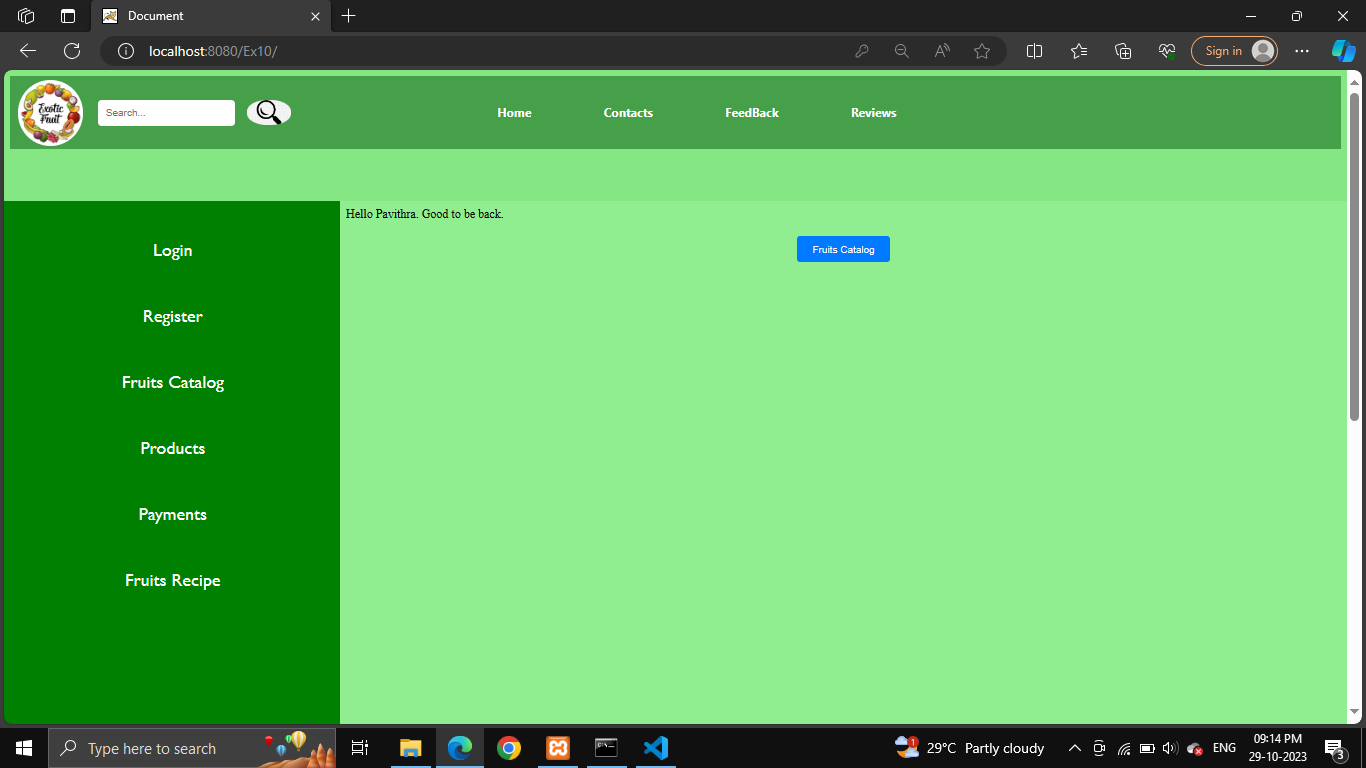 Document
localhost:8080/Ex10/
Sign in
Exotic
Fruit
Search...
Home
Contacts
FeedBack
Reviews
Login
Register
Fruits Catalog
Products
Payments
Fruits Recipe
Hello Pavithra. Good to be back.
Fruits Catalog
Type here to search
1
29°C Partly cloudy
ENG
09:14 PM
29-10-2023
3